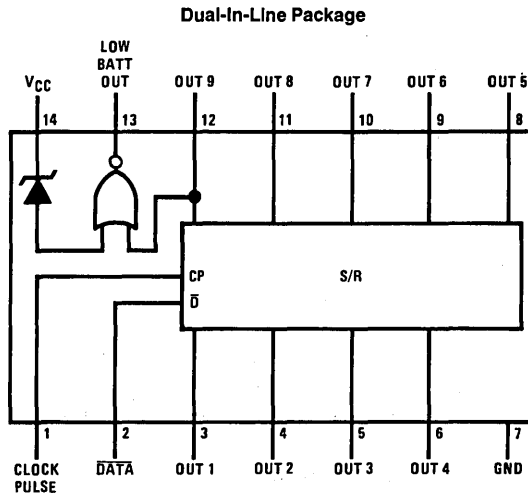 Dual-In-Line Package
LOW
BATT
VCC OUT OUT 9 OUT 8 OUT 7 OUT 6 OUT 5
14 13 12 11 10 9 8
CP S/R
D̅
1 2 3 4 5 6 7
CLOCK D̅A̅T̅A̅ OUT 1 OUT 2 OUT 3 OUT 4 GND
PULSE